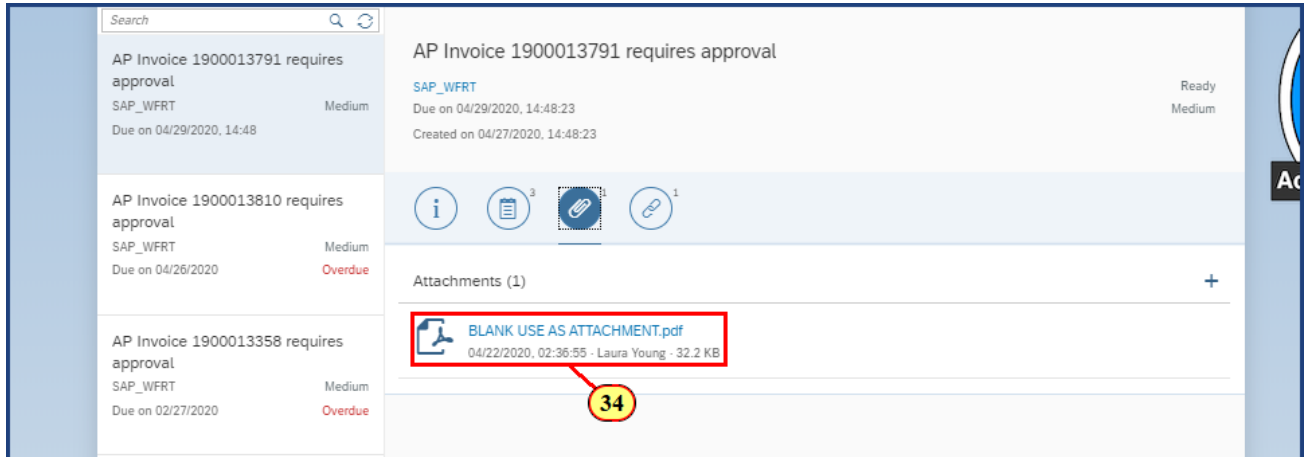 Search
AP Invoice 1900013791 requires
approval
SAP_WFRT Medium
Due on 04/29/2020, 14:48
AP Invoice 1900013810 requires
approval
SAP_WFRT Medium
Due on 04/26/2020 Overdue
AP Invoice 1900013358 requires
approval
SAP_WFRT Medium
Due on 02/27/2020 Overdue
AP Invoice 1900013791 requires approval
SAP_WFRT Ready
Due on 04/29/2020, 14:48:23 Medium
Created on 04/27/2020, 14:48:23
i 3 1 1
Attachments (1) +
BLANK USE AS ATTACHMENT.pdf
04/22/2020, 02:36:55 · Laura Young · 32.2 KB
34